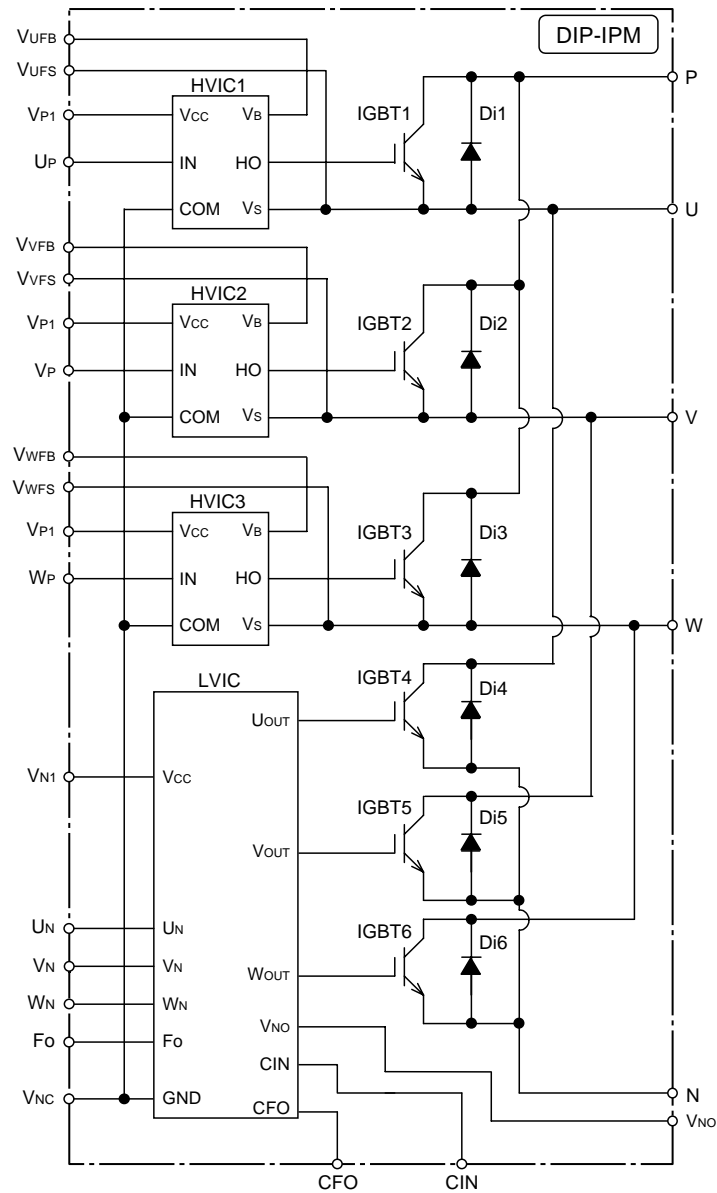 VUFB
DIP-IPM
VUFS
HVIC1
P
VP1
VCC
VB
IGBT1
Di1
UP
IN
HO
COM
VS
U
VVFB
VVFS
HVIC2
VP1
VCC
VB
IGBT2
Di2
VP
IN
HO
COM
VS
V
VWFB
VWFS
HVIC3
VP1
VCC
VB
IGBT3
Di3
WP
IN
HO
COM
VS
W
LVIC
IGBT4
Di4
UOUT
VN1
VCC
IGBT5
Di5
VOUT
UN
UN
IGBT6
Di6
VN
VN
WOUT
WN
WN
VNO
Fo
Fo
CIN
VNC
GND
CFO
N
VNO
CFO
CIN